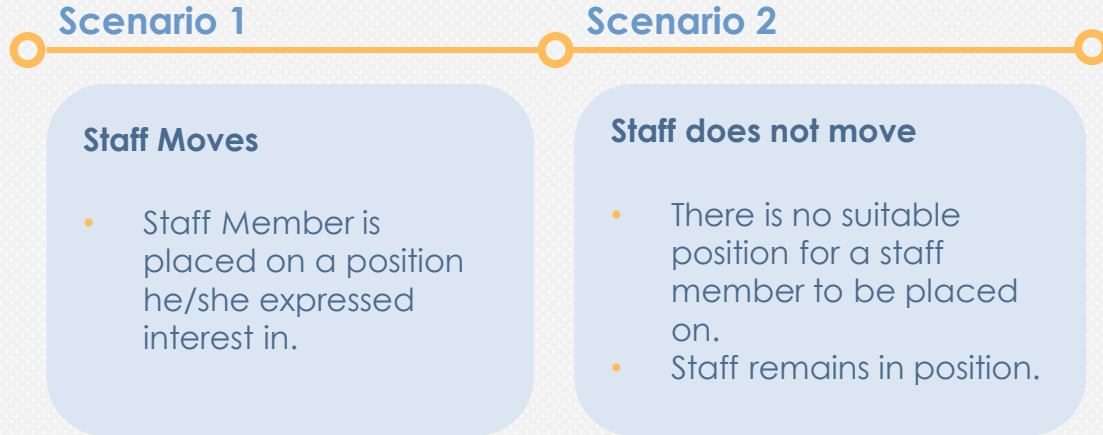 Scenario 1
Staff Moves
• Staff Member is
placed on a position
he/she expressed
interest in.
Scenario 2
Staff does not move
• There is no suitable
position for a staff
member to be placed
on.
• Staff remains in position.